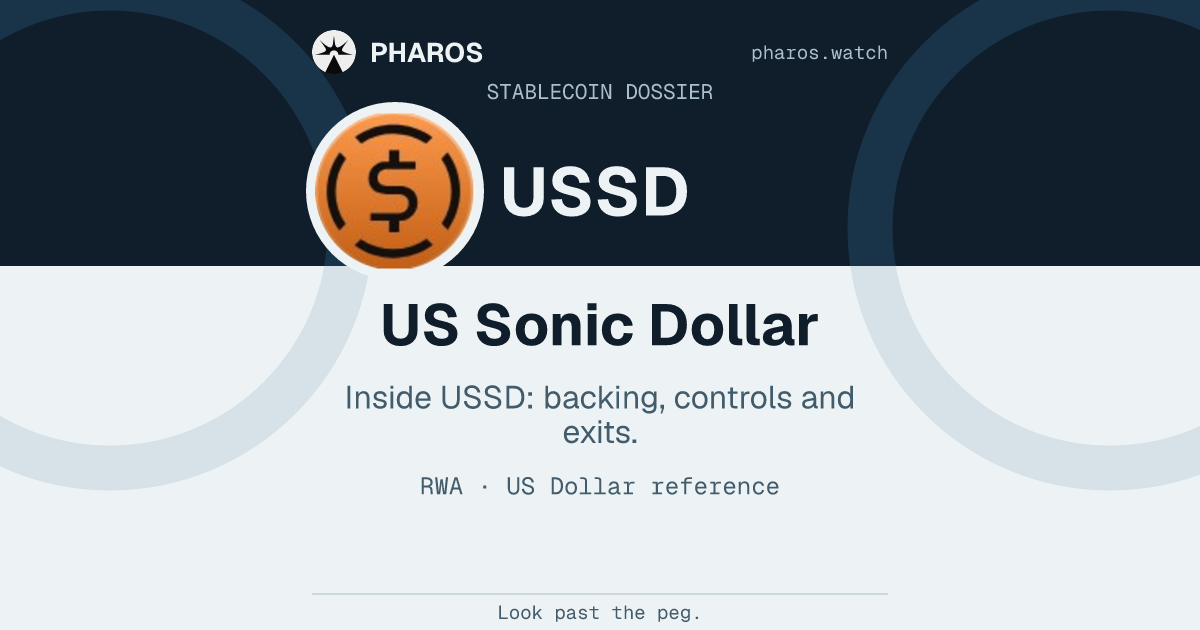 PHAROS
pharos.watch
STABLECOIN DOSSIER
$
USSD
US Sonic Dollar
Inside USSD: backing, controls and
exits.
RWA · US Dollar reference
Look past the peg.